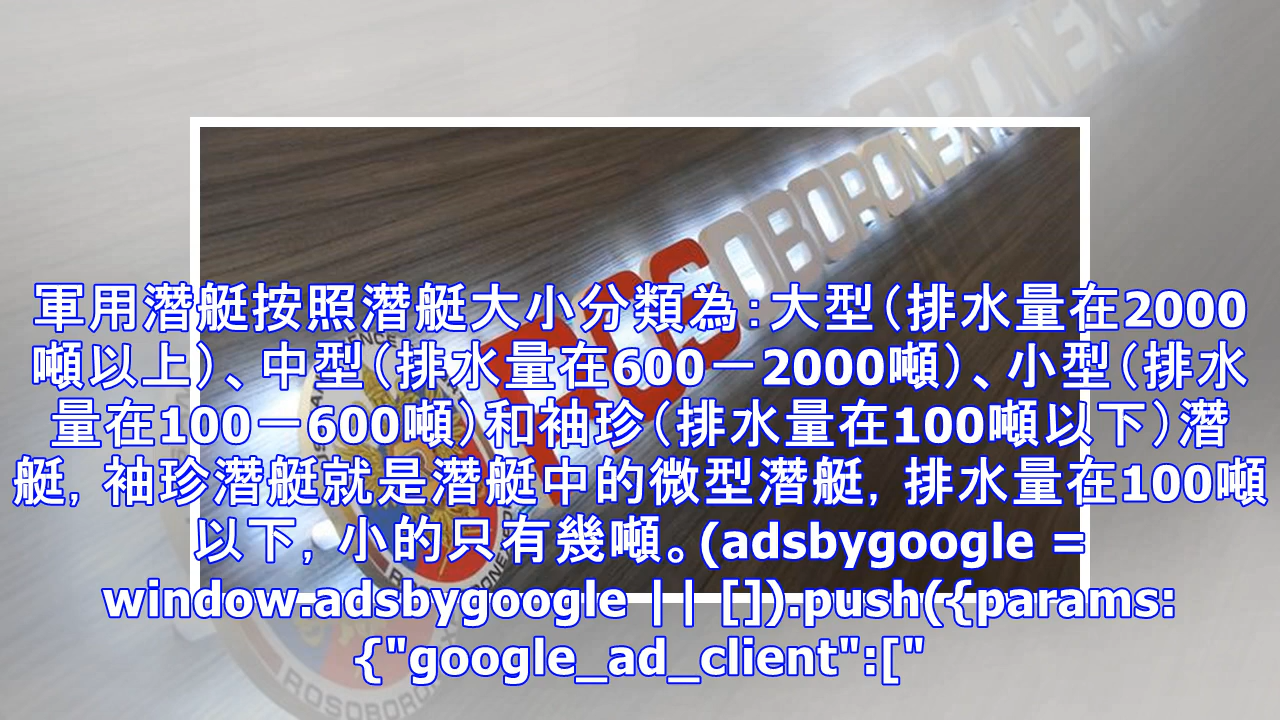 ROSOBORONEX
軍用潛艇按照潛艇大小分類為：大型（排水量在2000
噸以上）、中型（排水量在600－2000噸）、小型（排水
量在100－600噸）和袖珍（排水量在100噸以下）潛
艇，袖珍潛艇就是潛艇中的微型潛艇，排水量在100噸
以下，小的只有幾噸。(adsbygoogle =
window.adsbygoogle || []).push({params:
{"google_ad_client":["